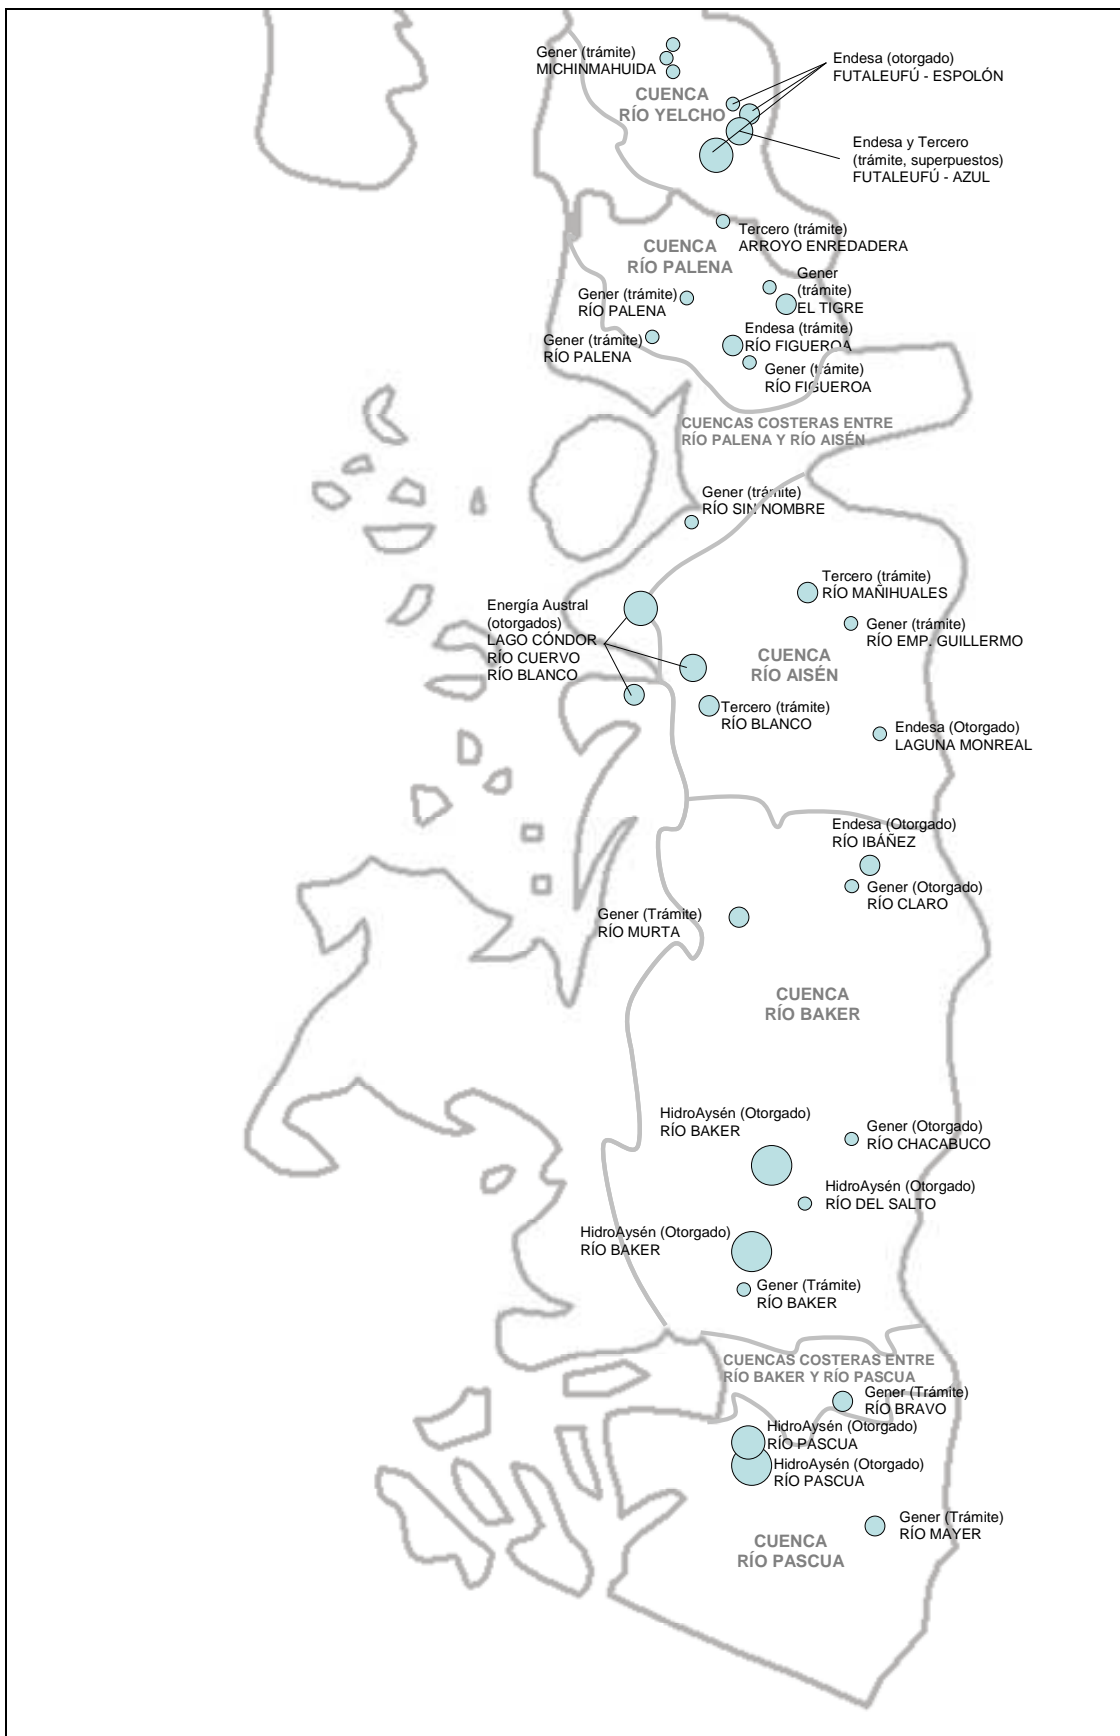 Gener (trámite)
MICHINMAHUIDA
Endesa (otorgado)
FUTALEUFÚ - ESPOLÓN
CUENCA
RÍO YELCHO
Endesa y Tercero
(trámite, superpuestos)
FUTALEUFÚ - AZUL
Tercero (trámite)
ARROYO ENREDADERA
CUENCA
RÍO PALENA
Gener
(trámite)
EL TIGRE
Gener (trámite)
RÍO PALENA
Endesa (trámite)
RÍO FIGUEROA
Gener (trámite)
RÍO PALENA
Gener (trámite)
RÍO FIGUEROA
CUENCAS COSTERAS ENTRE
RÍO PALENA Y RÍO AISÉN
Gener (trámite)
RÍO SIN NOMBRE
Tercero (trámite)
RÍO MAÑIHUALES
Energía Austral
(otorgados)
LAGO CÓNDOR
RÍO CUERVO
RÍO BLANCO
Gener (trámite)
RÍO EMP. GUILLERMO
CUENCA
RÍO AISÉN
Tercero (trámite)
RÍO BLANCO
Endesa (Otorgado)
LAGUNA MONREAL
Endesa (Otorgado)
RÍO IBÁÑEZ
Gener (Otorgado)
RÍO CLARO
Gener (Trámite)
RÍO MURTA
CUENCA
RÍO BAKER
HidroAysén (Otorgado)
RÍO BAKER
Gener (Otorgado)
RÍO CHACABUCO
HidroAysén (Otorgado)
RÍO DEL SALTO
HidroAysén (Otorgado)
RÍO BAKER
Gener (Trámite)
RÍO BAKER
CUENCAS COSTERAS ENTRE
RÍO BAKER Y RÍO PASCUA
Gener (Trámite)
RÍO BRAVO
HidroAysén (Otorgado)
RÍO PASCUA
HidroAysén (Otorgado)
RÍO PASCUA
Gener (Trámite)
RÍO MAYER
CUENCA
RÍO PASCUA